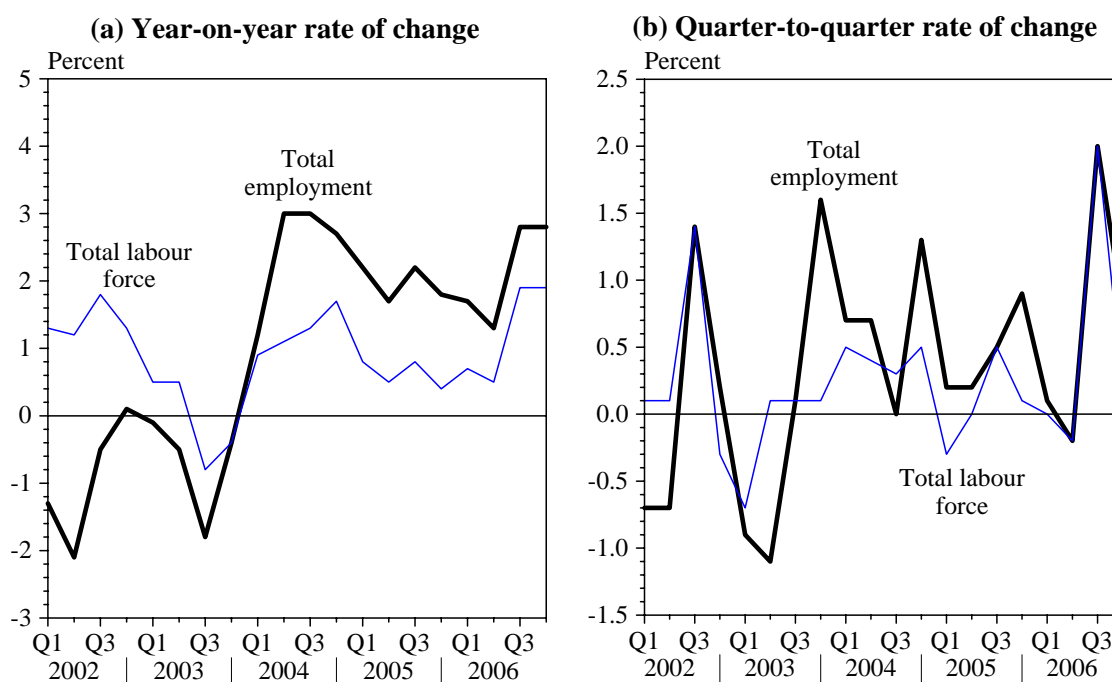 (a) Year-on-year rate of change
Percent
5
4
3
2
1
0
-1
-2
-3
Total
employment
Total labour
force
Q1 Q3 Q1 Q3 Q1 Q3 Q1 Q3 Q1 Q3
2002 2003 2004 2005 2006
(b) Quarter-to-quarter rate of change
Percent
2.5
2.0
1.5
1.0
0.5
0.0
-0.5
-1.0
-1.5
Total
employment
Total labour
force
Q1 Q3 Q1 Q3 Q1 Q3 Q1 Q3 Q1 Q3
2002 2003 2004 2005 2006